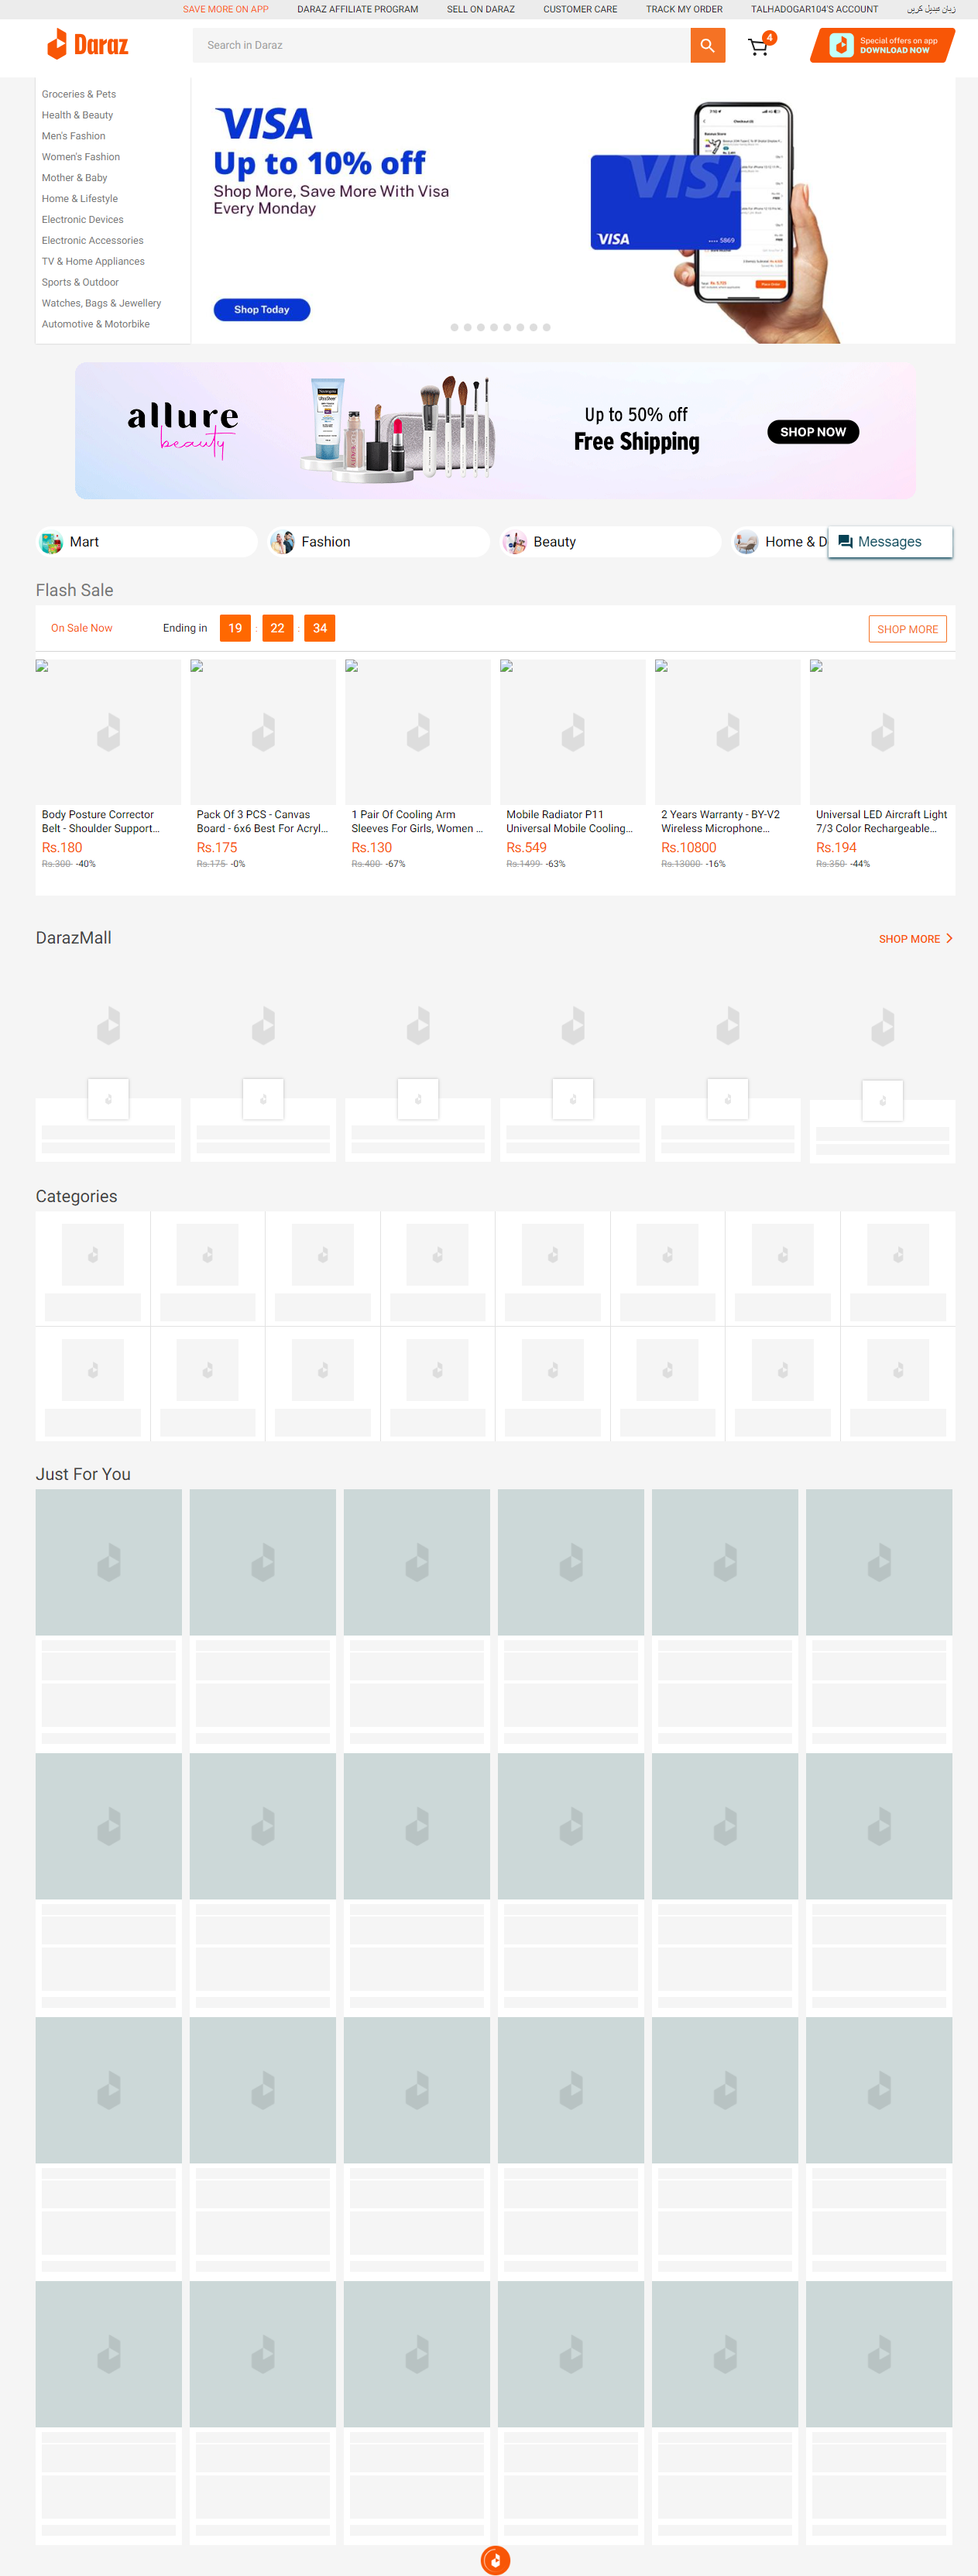 SAVE MORE ON APP
DARAZ AFFILIATE PROGRAM
SELL ON DARAZ
CUSTOMER CARE
TRACK MY ORDER
TALHADOGAR104'S ACCOUNT
زبان تبدیل کریں
Daraz
Search in Daraz
4
Special offers on app
DOWNLOAD NOW
Groceries & Pets
Health & Beauty
Men's Fashion
Women's Fashion
Mother & Baby
Home & Lifestyle
Electronic Devices
Electronic Accessories
TV & Home Appliances
Sports & Outdoor
Watches, Bags & Jewellery
Automotive & Motorbike
VISA
Up to 10% off
Shop More, Save More With Visa
Every Monday
Shop Today
VISA
VISA
5869
allure
beauty
Up to 50% off
Free Shipping
SHOP NOW
Mart
Fashion
Beauty
Home & D
Messages
Flash Sale
On Sale Now
Ending in
19 : 22 : 34
SHOP MORE
Body Posture Corrector
Belt - Shoulder Support...
Rs.180
Rs.300 -40%
Pack Of 3 PCS - Canvas
Board - 6x6 Best For Acryl...
Rs.175
Rs.175 -0%
1 Pair Of Cooling Arm
Sleeves For Girls, Women ...
Rs.130
Rs.400 -67%
Mobile Radiator P11
Universal Mobile Cooling...
Rs.549
Rs.1499 -63%
2 Years Warranty - BY-V2
Wireless Microphone...
Rs.10800
Rs.13000 -16%
Universal LED Aircraft Light
7/3 Color Rechargeable...
Rs.194
Rs.350 -44%
DarazMall
SHOP MORE
Categories
Just For You